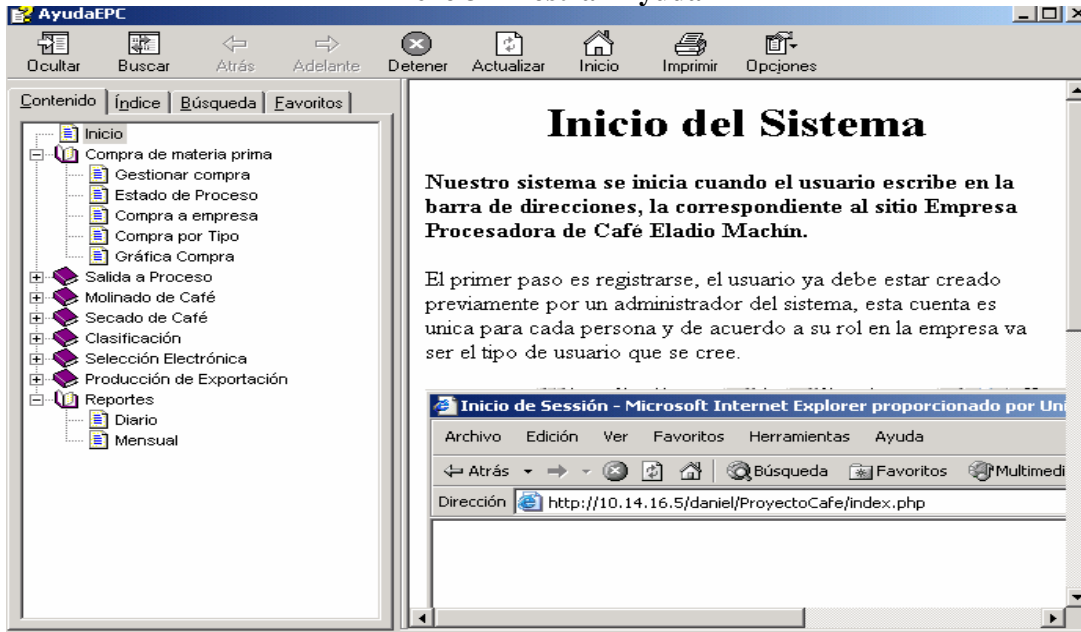 AyudaEPC
Ocultar Buscar Atrás Adelante Detener Actualizar Inicio Imprimir Opciones
Contenido Índice Búsqueda Favoritos
Inicio
Compra de materia prima
Gestionar compra
Estado de Proceso
Compra a empresa
Compra por Tipo
Gráfica Compra
Salida a Proceso
Molinado de Café
Secado de Café
Clasificación
Selección Electrónica
Producción de Exportación
Reportes
Diario
Mensual
Inicio del Sistema
Nuestro sistema se inicia cuando el usuario escribe en la
barra de direcciones, la correspondiente al sitio Empresa
Procesadora de Café Eladio Machín.
El primer paso es registrarse, el usuario ya debe estar creado
previamente por un administrador del sistema, esta cuenta es
unica para cada persona y de acuerdo a su rol en la empresa va
ser el tipo de usuario que se cree.
Inicio de Sesión - Microsoft Internet Explorer proporcionado por Uni
Archivo Edición Ver Favoritos Herramientas Ayuda
Atrás Búsqueda Favoritos Multimedi
Dirección http://10.14.16.5/daniel/ProyectoCafe/index.php